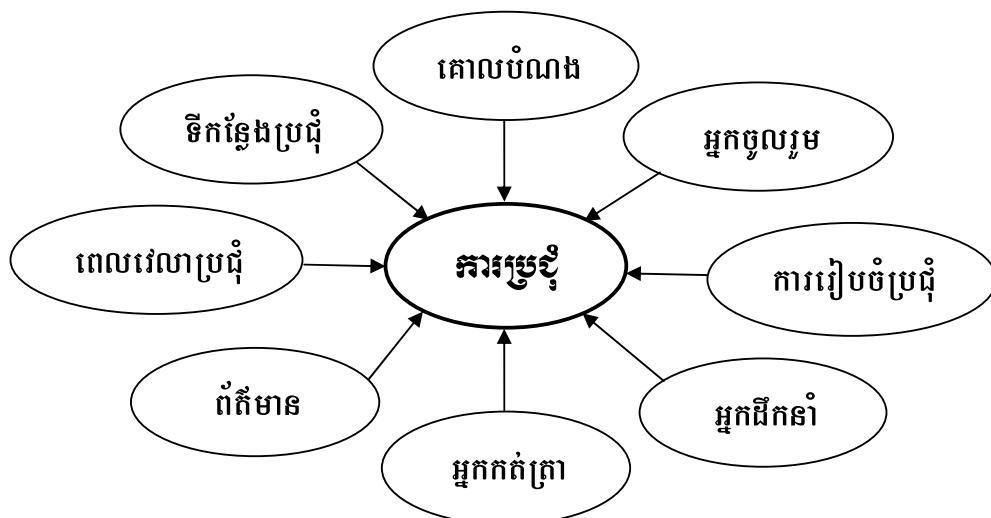 គោលបំណង
ទីកន្លែងប្រជុំ
អ្នកចូលរួម
ពេលវេលាប្រជុំ
ការប្រជុំ
ការរៀបចំប្រជុំ
ព័ត៌មាន
អ្នកដឹកនាំ
អ្នកកត់ត្រា